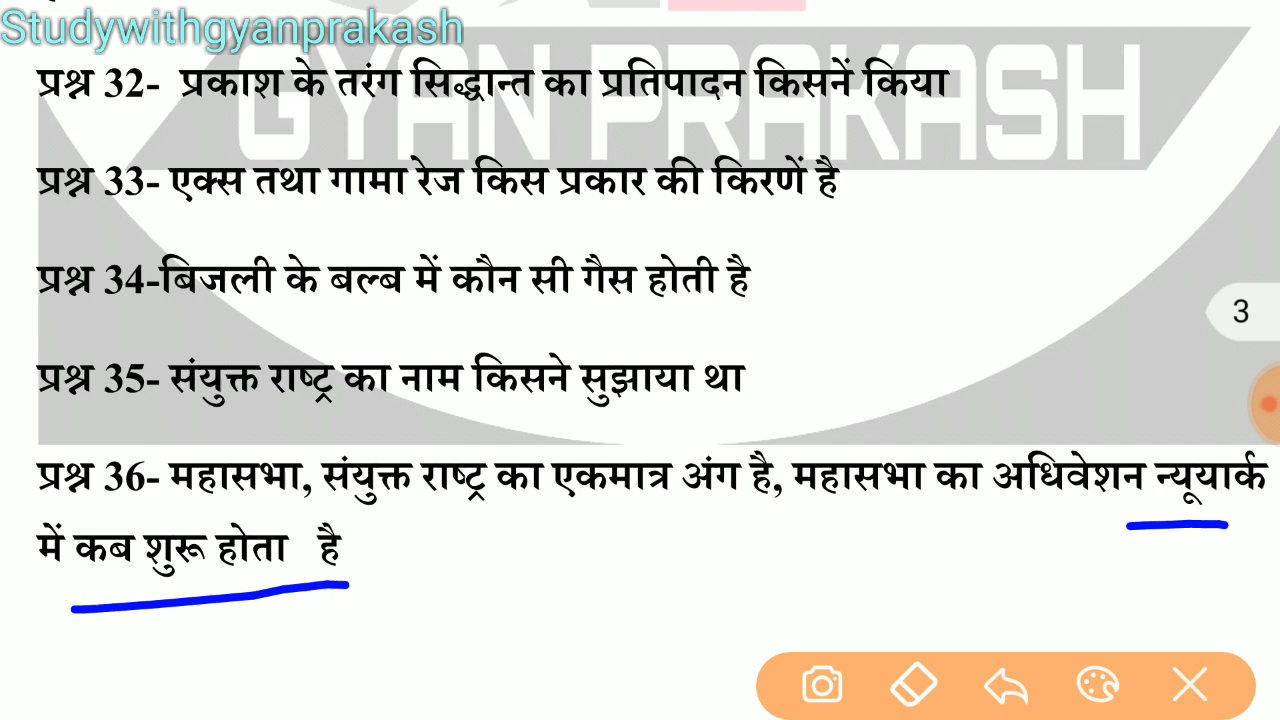 Studywithgyanprakash
GYAN PRAKASH
प्रश्न 32- प्रकाश के तरंग सिद्धान्त का प्रतिपादन किसनें किया
प्रश्न 33- एक्स तथा गामा रेज किस प्रकार की किरणें है
प्रश्न 34-बिजली के बल्ब में कौन सी गैस होती है
3
प्रश्न 35- संयुक्त राष्ट्र का नाम किसने सुझाया था
प्रश्न 36- महासभा, संयुक्त राष्ट्र का एकमात्र अंग है, महासभा का अधिवेशन न्यूयार्क
में कब शुरू होता है